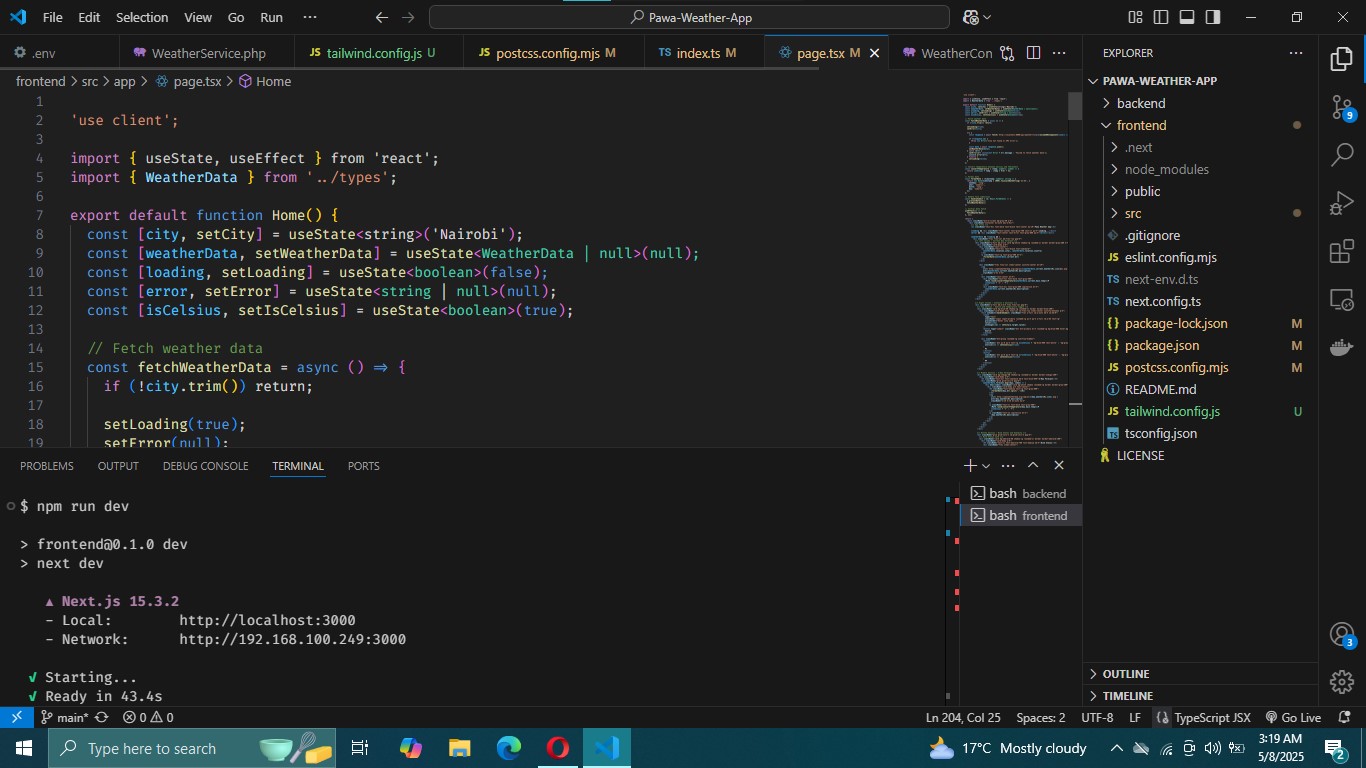 File Edit Selection View Go Run ··· Pawa-Weather-App
.env WeatherService.php JS tailwind.config.js U JS postcss.config.mjs M TS index.ts M page.tsx M WeatherCon ···
frontend > src > app > page.tsx > Home
1
2 'use client';
3
4 import { useState, useEffect } from 'react';
5 import { WeatherData } from '../types';
6
7 export default function Home() {
8 const [city, setCity] = useState<string>('Nairobi');
9 const [weatherData, setWeatherData] = useState<WeatherData | null>(null);
10 const [loading, setLoading] = useState<boolean>(false);
11 const [error, setError] = useState<string | null>(null);
12 const [isCelsius, setIsCelsius] = useState<boolean>(true);
13
14 // Fetch weather data
15 const fetchWeatherData = async () => {
16 if (!city.trim()) return;
17
18 setLoading(true);
19 setError(null);
PROBLEMS OUTPUT DEBUG CONSOLE TERMINAL PORTS
$ npm run dev
> frontend@0.1.0 dev
> next dev
▲ Next.js 15.3.2
- Local: http://localhost:3000
- Network: http://192.168.100.249:3000
√ Starting...
√ Ready in 43.4s
bash backend
bash frontend
EXPLORER ···
PAWA-WEATHER-APP
backend
frontend
.next
node_modules
public
src
.gitignore
eslint.config.mjs
next-env.d.ts
next.config.ts
package-lock.json M
package.json M
postcss.config.mjs M
README.md
tailwind.config.js U
tsconfig.json
LICENSE
OUTLINE
TIMELINE
9
3
main* 0 0 Ln 204, Col 25 Spaces: 2 UTF-8 LF TypeScript JSX Go Live
Type here to search 17°C Mostly cloudy 3:19 AM
5/8/2025
2